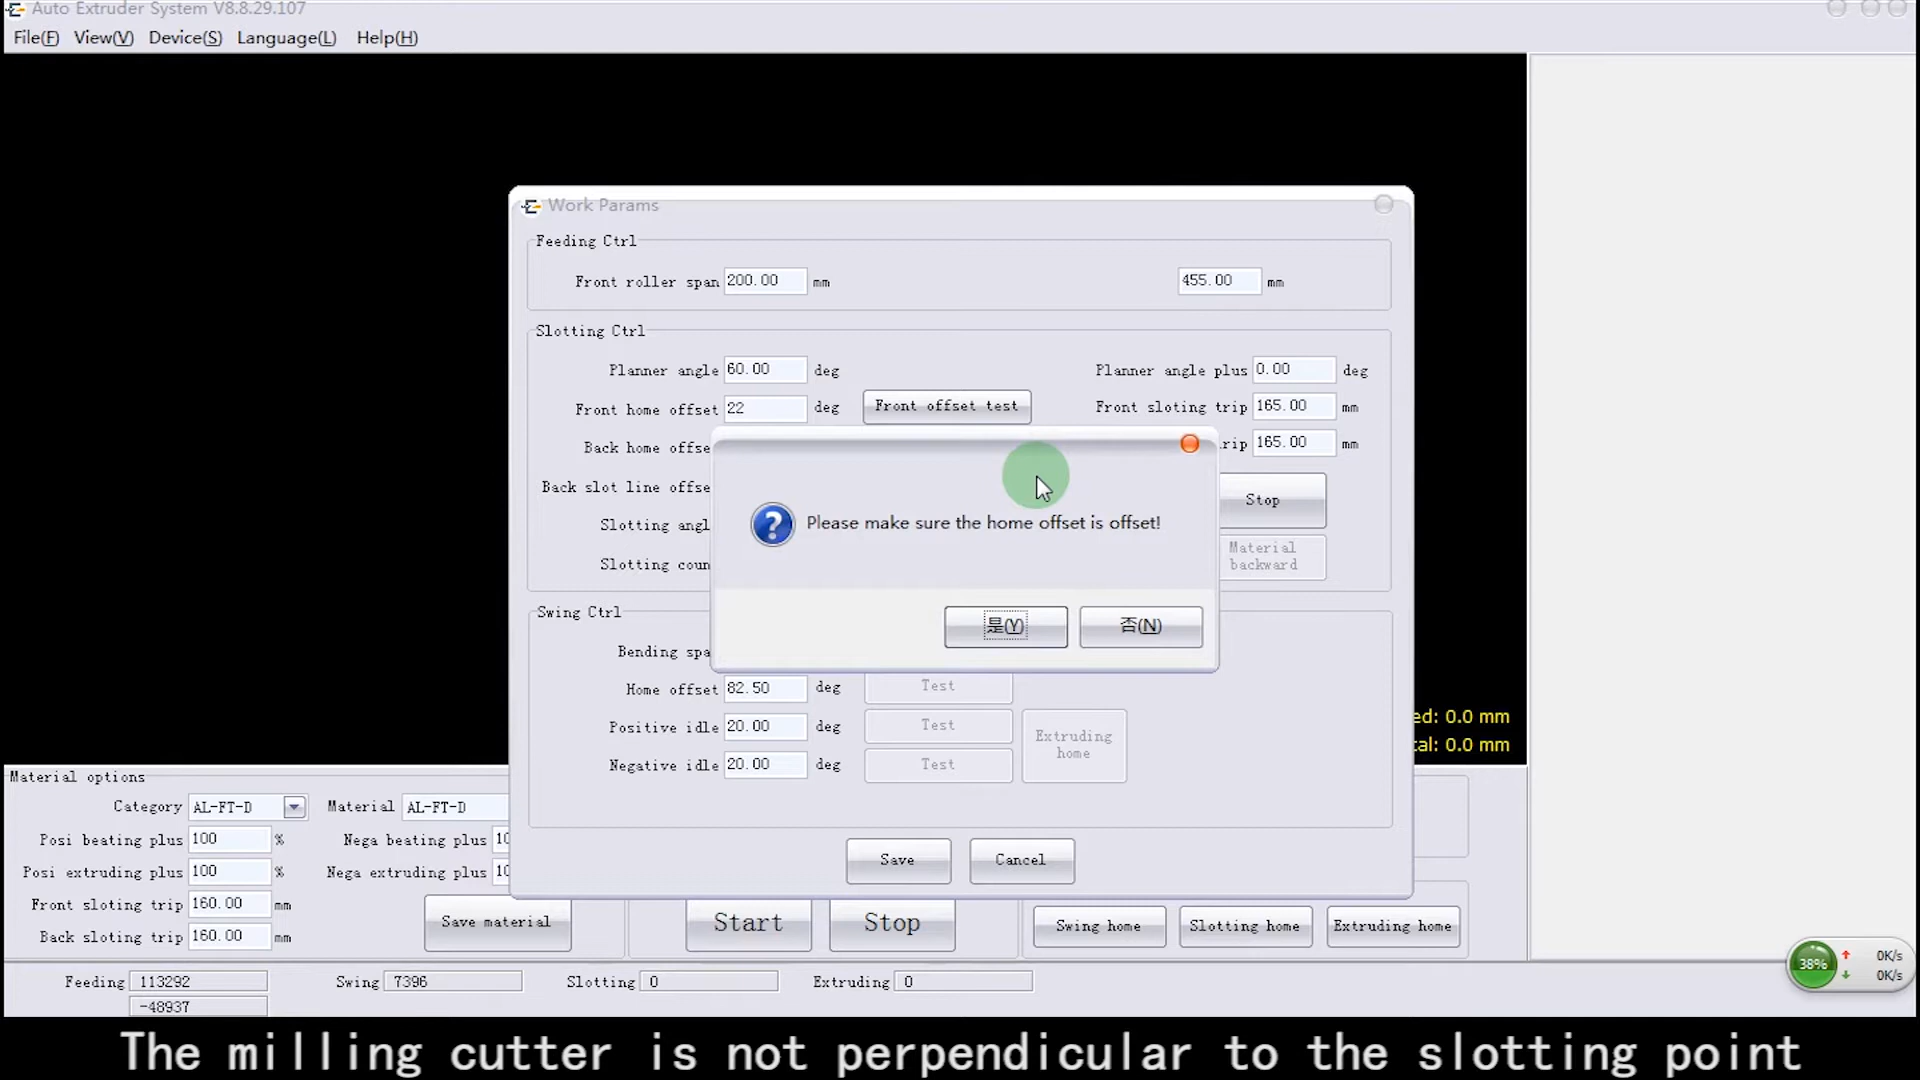 Auto Extruder System V8.8.29.107
File(F) View(V) Device(S) Language(L) Help(H)
Work Params
Feeding Ctrl
Front roller span 200.00 mm 455.00 mm
Slotting Ctrl
Planner angle 60.00 deg Planner angle plus 0.00 deg
Front home offset 22 deg Front offset test Front sloting trip 165.00 mm
Back home offse rip 165.00 mm
Back slot line offse Stop
Slotting angl Material backward
Slotting coun
Please make sure the home offset is offset!
是(Y) 否(N)
Swing Ctrl
Bending spa
Home offset 82.50 deg Test
Positive idle 20.00 deg Test Extruding home
Negative idle 20.00 deg Test
Save Cancel
ed: 0.0 mm
tal: 0.0 mm
Material options
Category AL-FT-D Material AL-FT-D
Posi beating plus 100 % Nega beating plus 10
Posi extruding plus 100 % Nega extruding plus 10
Front sloting trip 160.00 mm
Back sloting trip 160.00 mm
Save material Start Stop Swing home Slotting home Extruding home
Feeding 113292 Swing 7396 Slotting 0 Extruding 0
-48937
38% 0K/s
0K/s
The milling cutter is not perpendicular to the slotting point